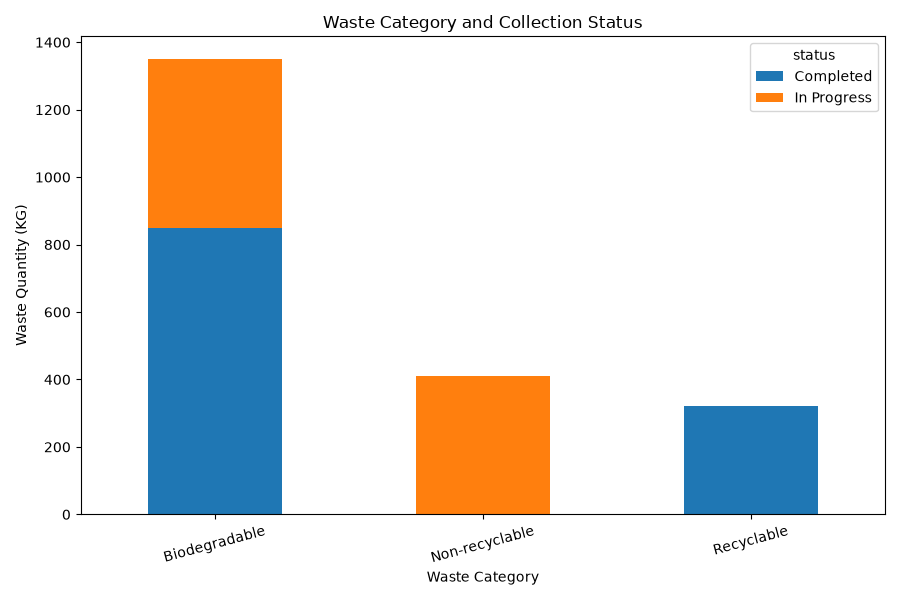 Waste Category and Collection Status
status
Completed
In Progress
Waste Quantity (KG)
1400
1200
1000
800
600
400
200
0
Biodegradable
Non-recyclable
Recyclable
Waste Category